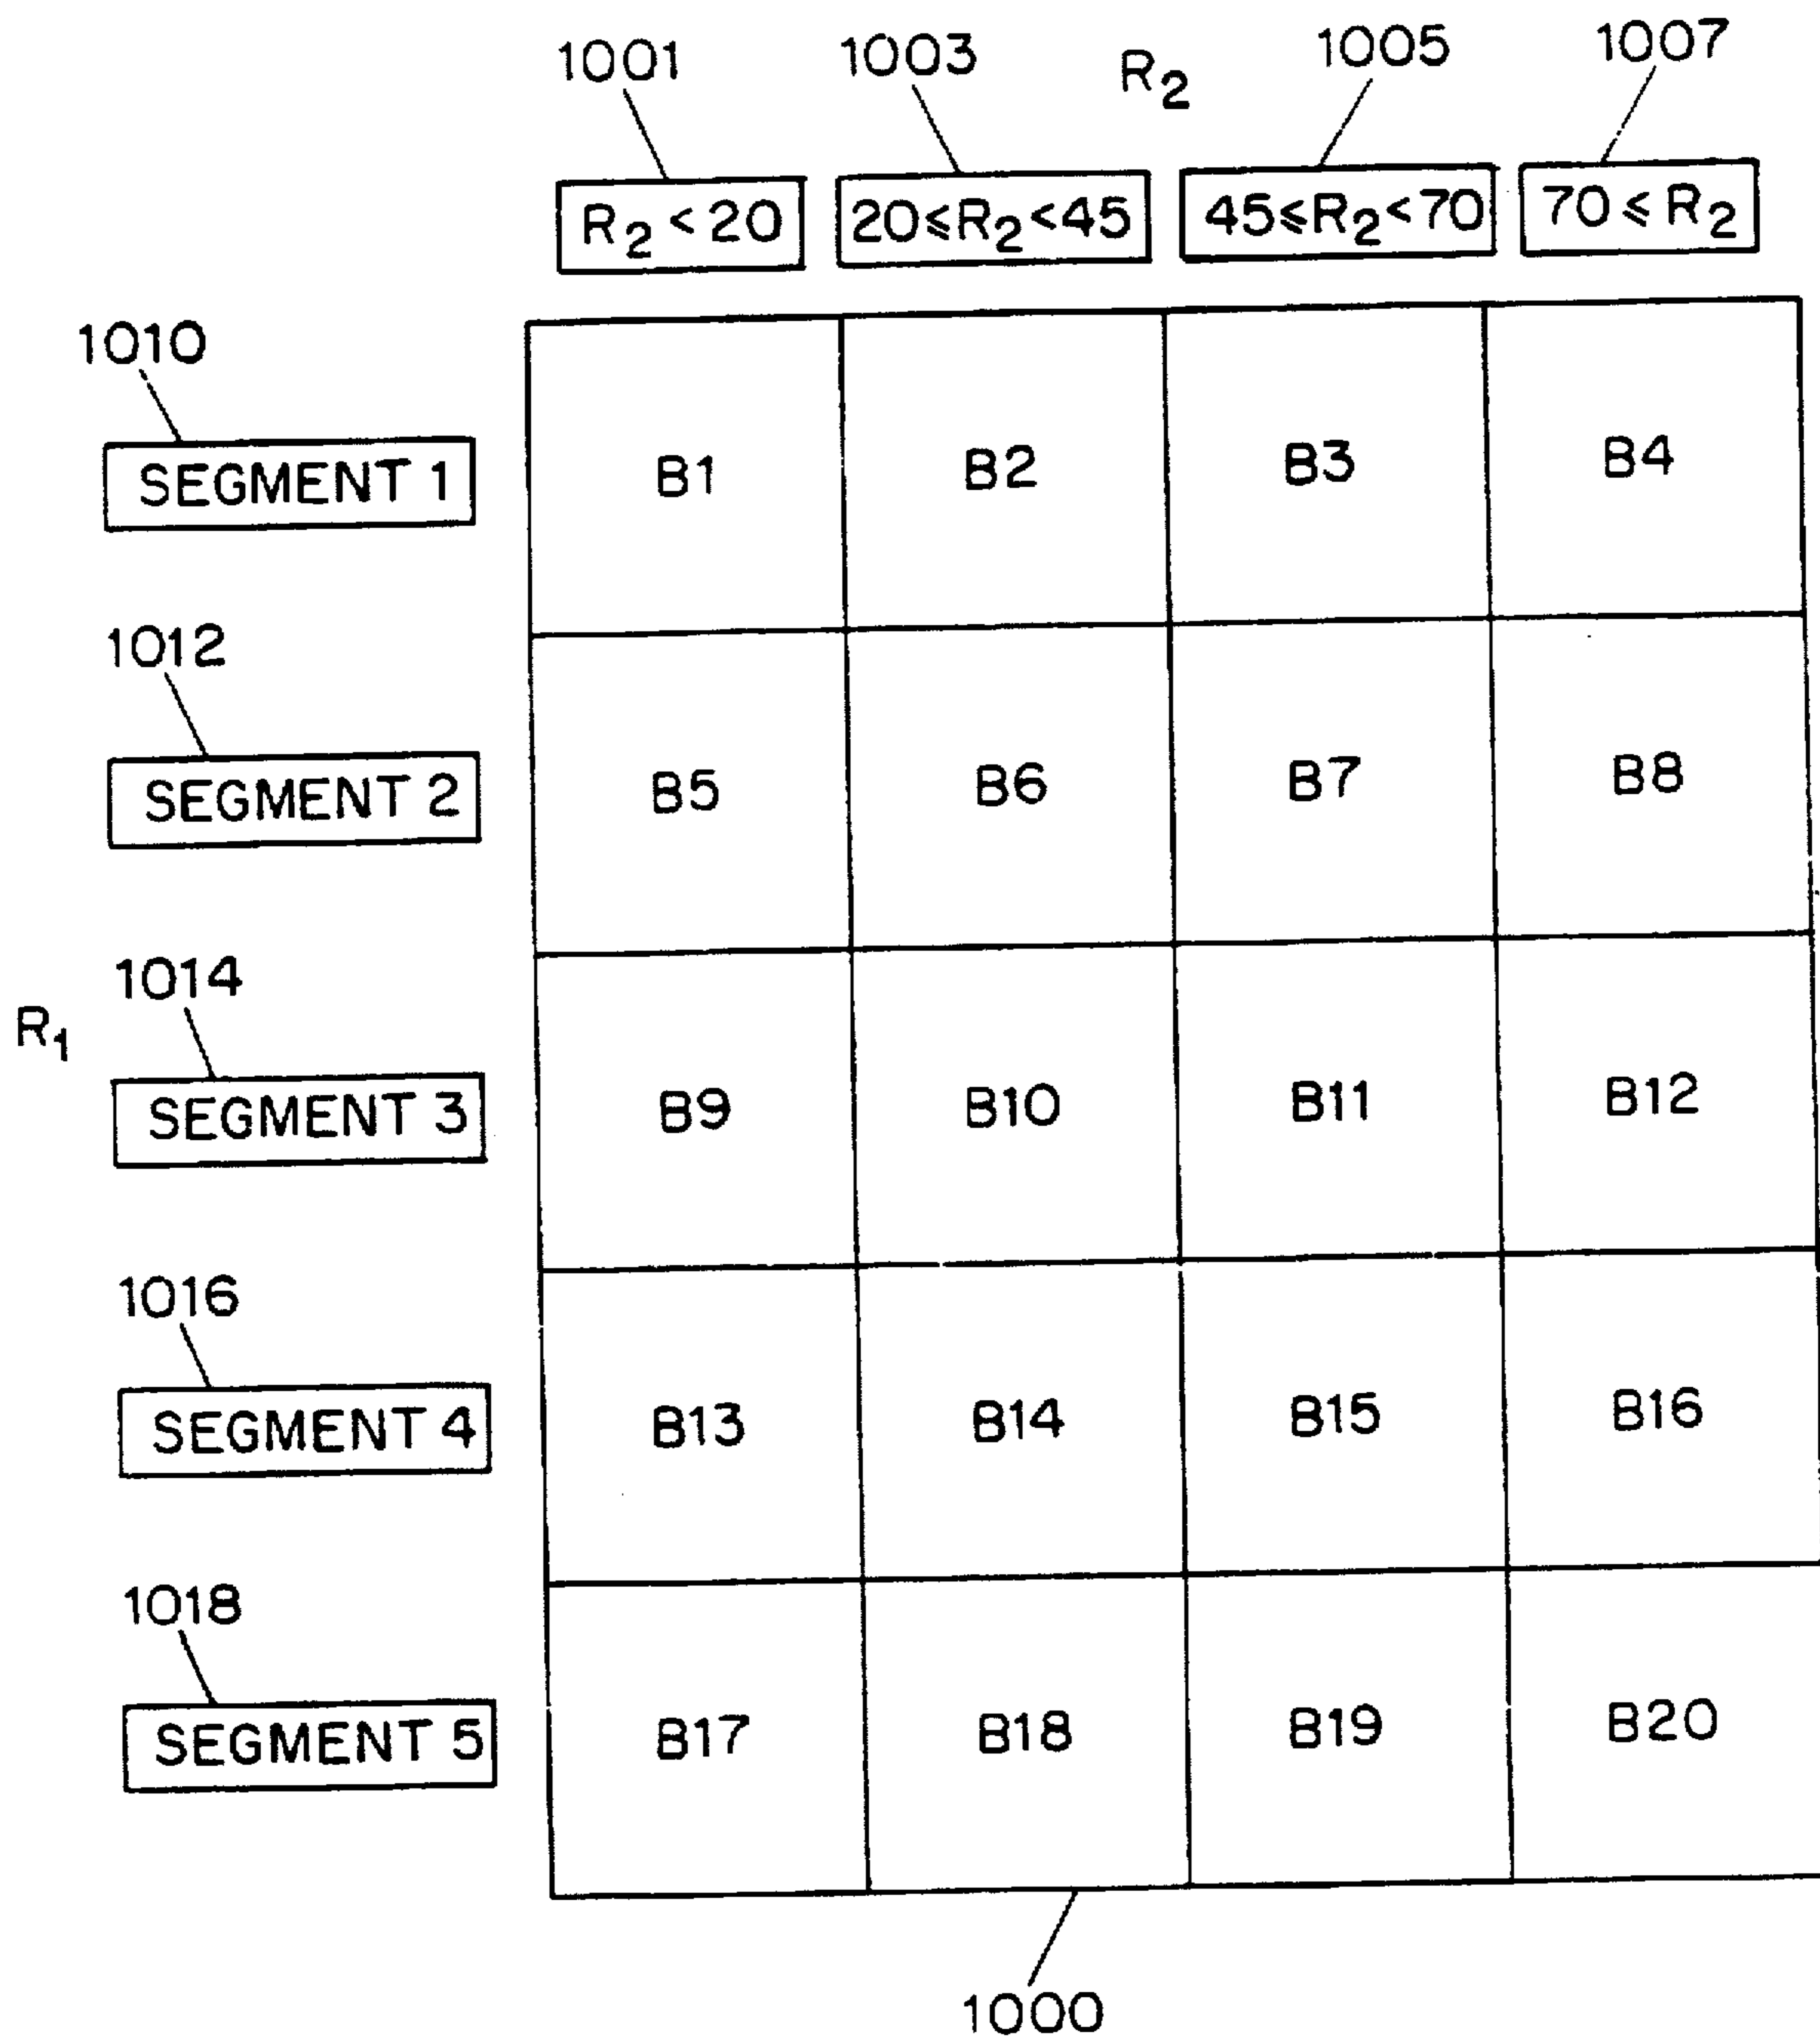 1001 1003 R2 1005 1007
R2 < 20 20≤R2<45 45≤R2<70 70 ≤ R2
1010
SEGMENT 1 B1 B2 B3 B4
1012
SEGMENT 2 B5 B6 B7 B8
1014
R1
SEGMENT 3 B9 B10 B11 B12
1016
SEGMENT 4 B13 B14 B15 B16
1018
SEGMENT 5 B17 B18 B19 B20
1000